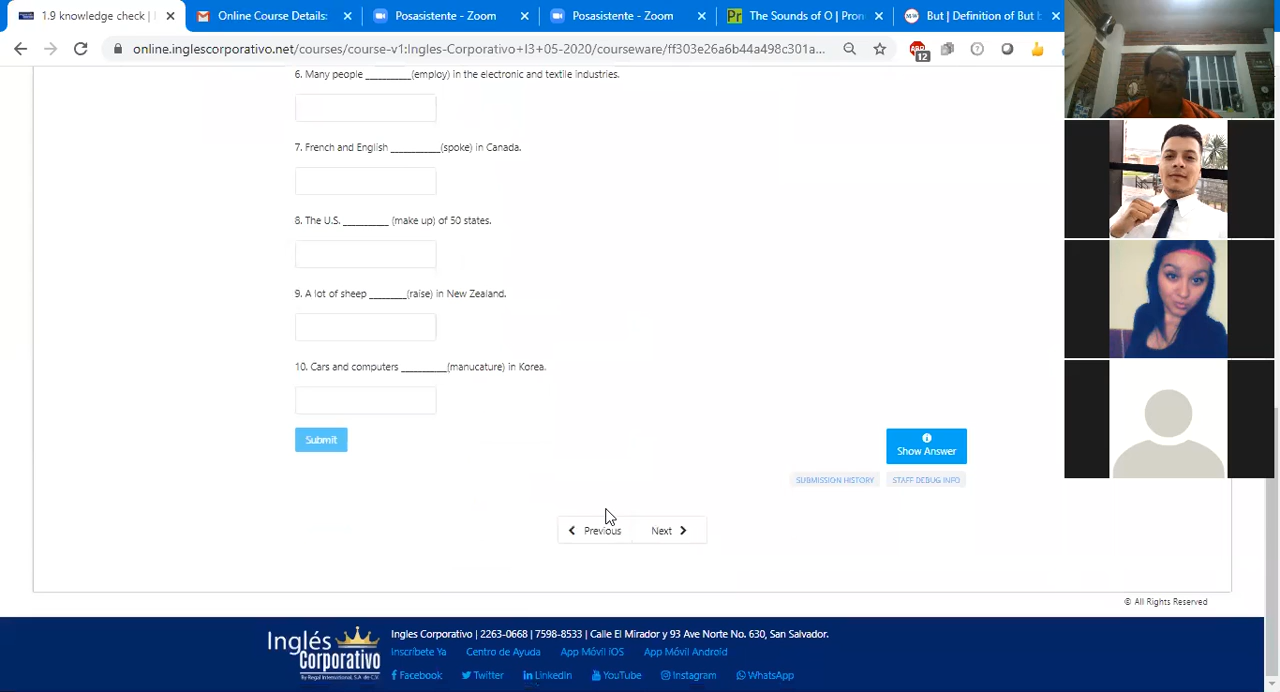 1.9 knowledge check |
Online Course Details:
Posasistente - Zoom
Posasistente - Zoom
The Sounds of O | Pron
But | Definition of But b
online.inglescorporativo.net/courses/course-v1:Ingles-Corporativo+I3+05-2020/courseware/ff303e26a6b44a498c301a...
12
6. Many people __________(employ) in the electronic and textile industries.
7. French and English ___________(spoke) in Canada.
8. The U.S. __________ (make up) of 50 states.
9. A lot of sheep ________(raise) in New Zealand.
10. Cars and computers __________(manucature) in Korea.
Submit
Show Answer
SUBMISSION HISTORY
STAFF DEBUG INFO
Previous
Next
© All Rights Reserved
Inglés Corporativo
Ingles Corporativo | 2263-0668 | 7598-8533 | Calle El Mirador y 93 Ave Norte No. 630, San Salvador.
Inscríbete Ya Centro de Ayuda App Móvil iOS App Móvil Android
Facebook Twitter LinkedIn YouTube Instagram WhatsApp